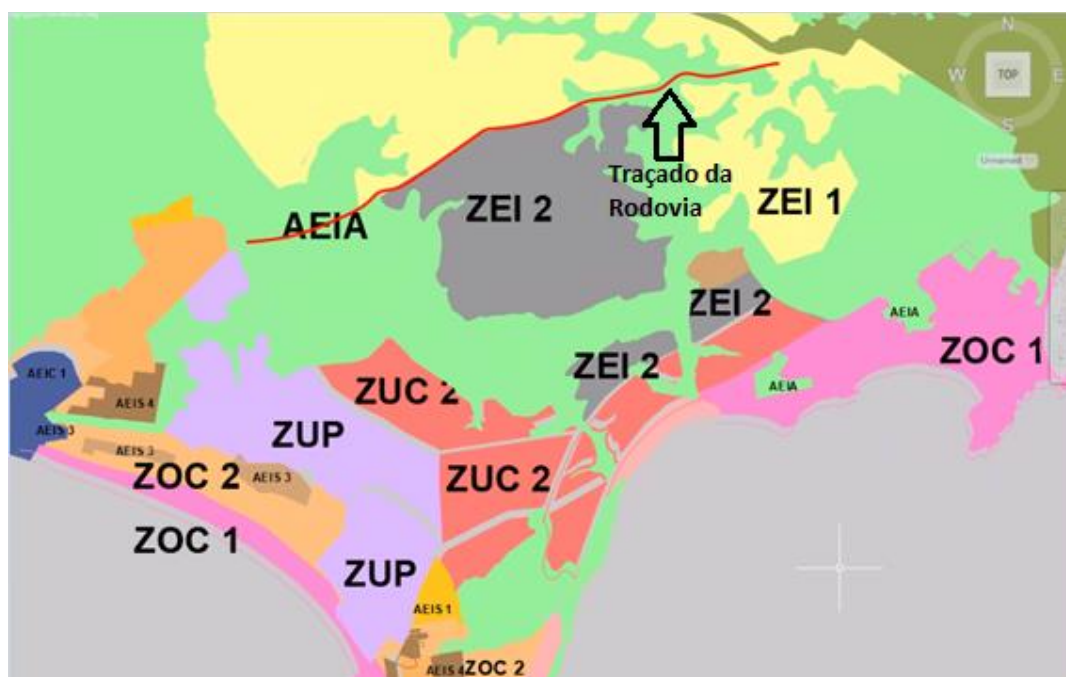 N
W
TOP
E
S
Unnamed
Traçado da
Rodovia
AEIA
ZEI 2
ZEI 1
ZEI 2
AEIA
ZOC 1
ZEI 2
AEIA
AEIC 1
AEIS 4
ZUC 2
AEIS 3
AEIS 3
ZUP
ZOC 2
AEIS 3
ZUC 2
ZOC 1
ZUP
AEIS 1
AEIS 4
ZOC 2